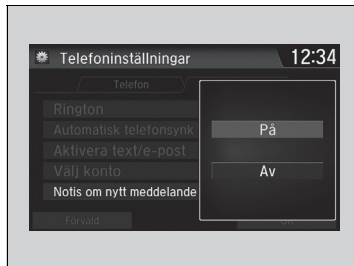 Telefoninställningar
12:34
Telefon
Rington
Automatisk telefonsynk
På
Aktivera text/e-post
Välj konto
Av
Notis om nytt meddelande
Förvald
OK